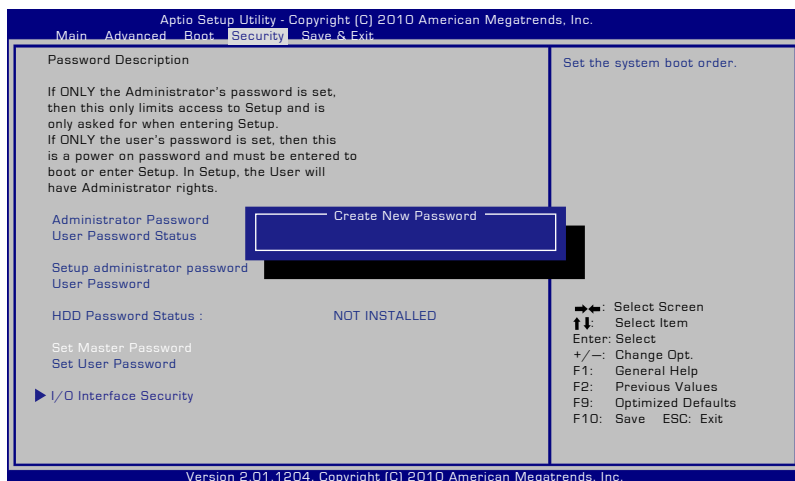 Aptio Setup Utility - Copyright (C) 2010 American Megatrends, Inc.
Main Advanced Boot Security Save & Exit
Password Description
If ONLY the Administrator's password is set,
then this only limits access to Setup and is
only asked for when entering Setup.
If ONLY the user's password is set, then this
is a power on password and must be entered to
boot or enter Setup. In Setup, the User will
have Administrator rights.
Administrator Password
User Password Status
Create New Password
Setup administrator password
User Password
HDD Password Status : NOT INSTALLED
Set Master Password
Set User Password
I/O Interface Security
Set the system boot order.
→←: Select Screen
↑↓: Select Item
Enter: Select
+/—: Change Opt.
F1: General Help
F2: Previous Values
F9: Optimized Defaults
F10: Save ESC: Exit
Version 2.01.1204. Copyright (C) 2010 American Megatrends, Inc.